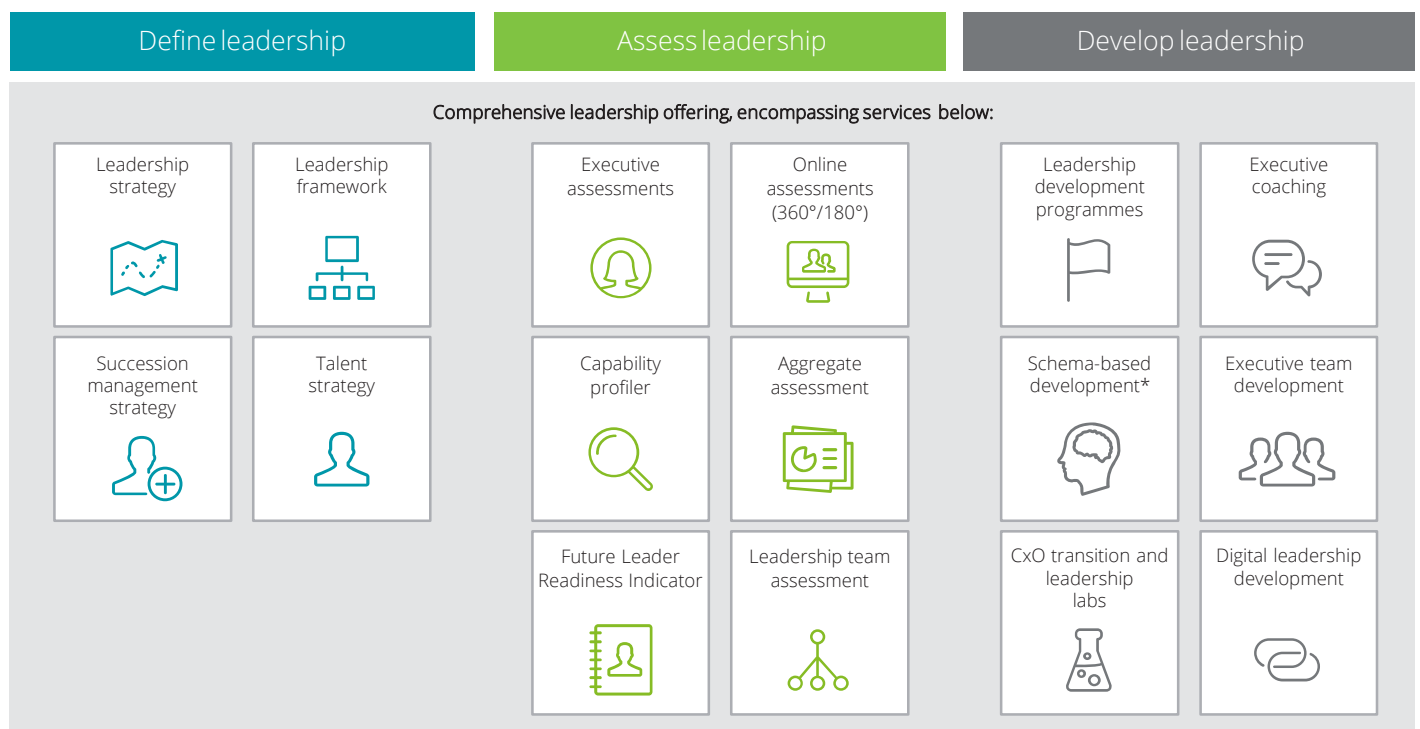 Define leadership
Assess leadership
Develop leadership
Comprehensive leadership offering, encompassing services below:
Leadership
strategy
Leadership
framework
Succession
management
strategy
Talent
strategy
Executive
assessments
Online
assessments
(360°/180°)
Capability
profiler
Aggregate
assessment
Future Leader
Readiness Indicator
Leadership team
assessment
Leadership
development
programmes
Executive
coaching
Schema-based
development*
Executive team
development
CxO transition and
leadership
labs
Digital leadership
development